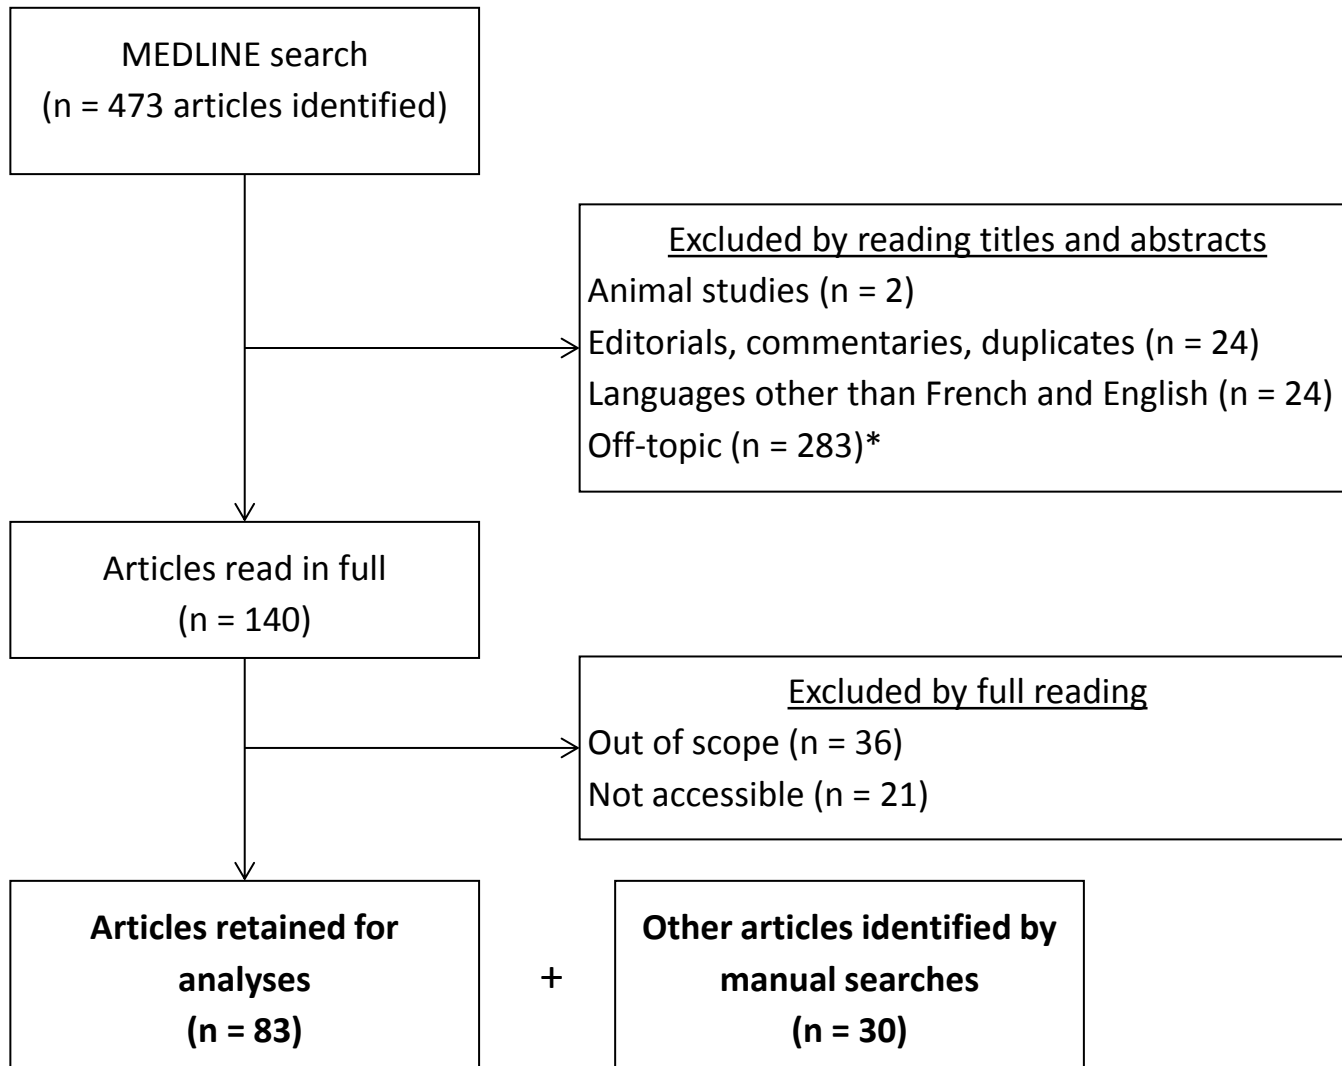 MEDLINE search
(n = 473 articles identified)
Excluded by reading titles and abstracts
Animal studies (n = 2)
Editorials, commentaries, duplicates (n = 24)
Languages other than French and English (n = 24)
Off-topic (n = 283)*
Articles read in full
(n = 140)
Excluded by full reading
Out of scope (n = 36)
Not accessible (n = 21)
Articles retained for
analyses
(n = 83)
+
Other articles identified by
manual searches
(n = 30)